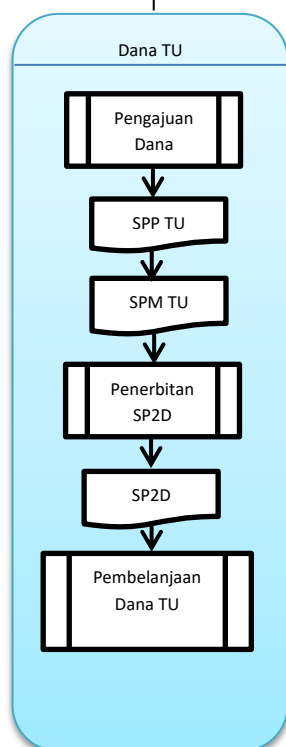 Dana TU
Pengajuan
Dana
SPP TU
SPM TU
Penerbitan
SP2D
SP2D
Pembelanjaan
Dana TU